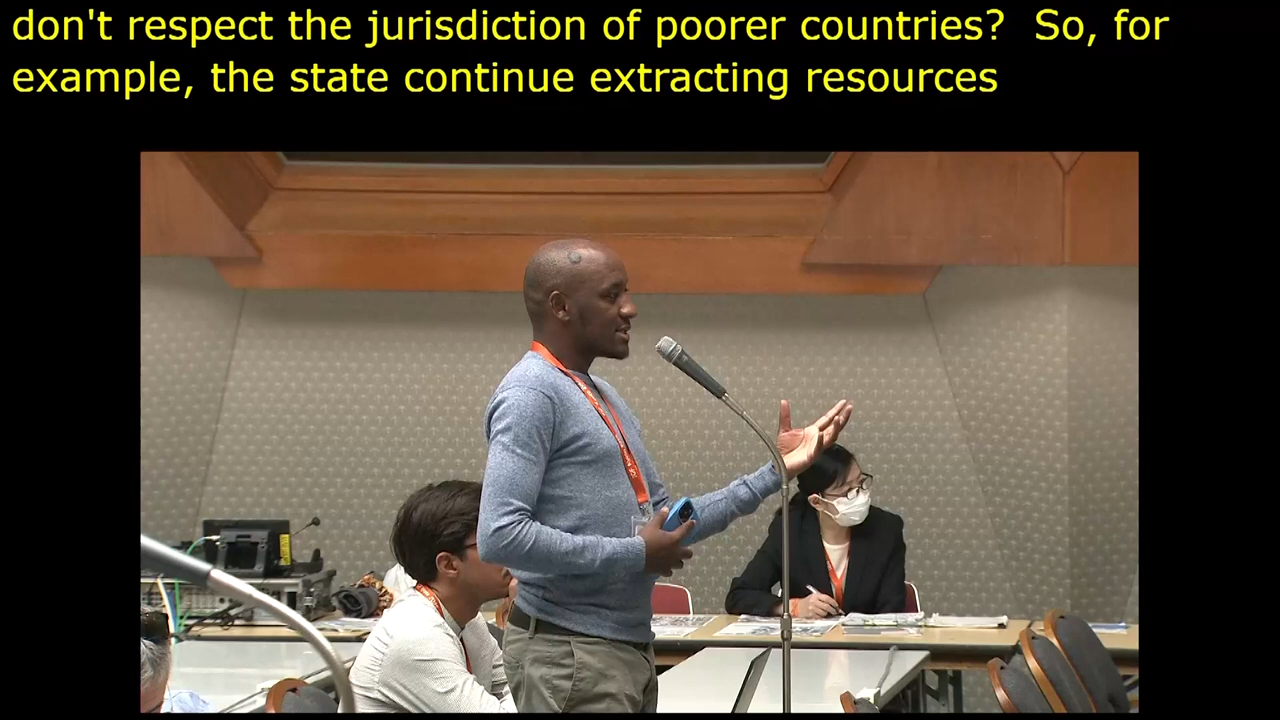 don't respect the jurisdiction of poorer countries?  So, for
example, the state continue extracting resources